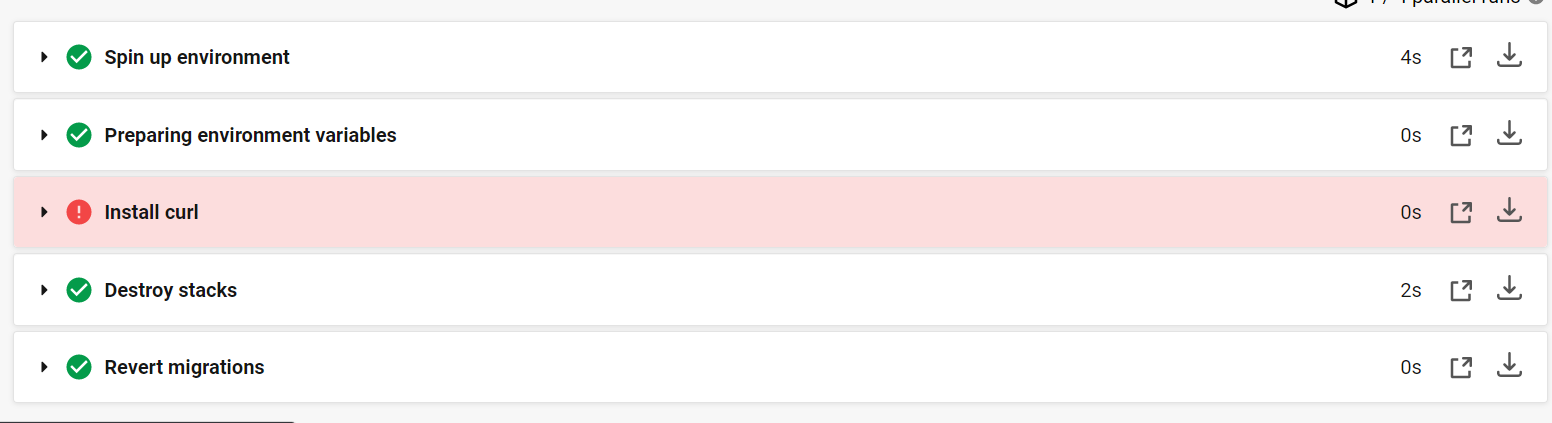 parallel runs
Spin up environment 4s
Preparing environment variables 0s
Install curl 0s
Destroy stacks 2s
Revert migrations 0s